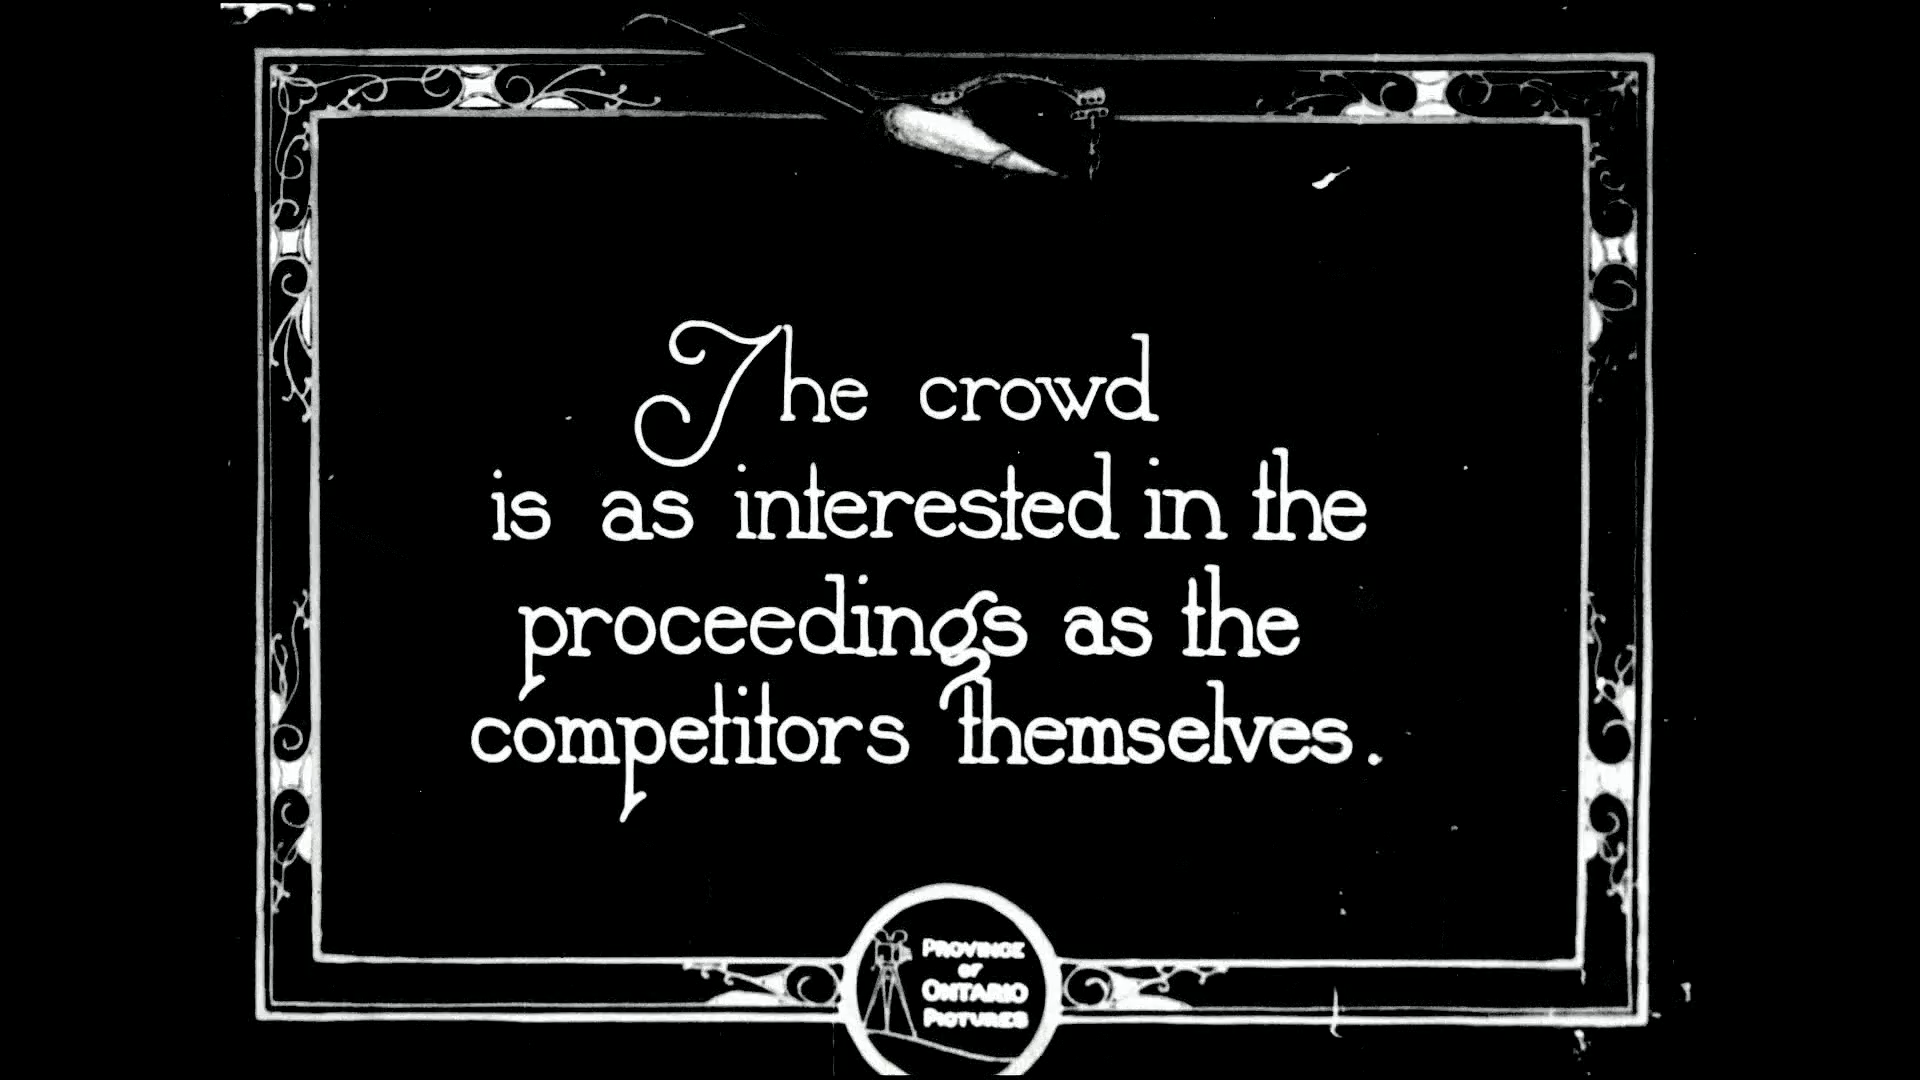 The crowd
is as interested in the
proceedings as the
competitors themselves.
PROVINCE
OF
ONTARIO
PICTURES